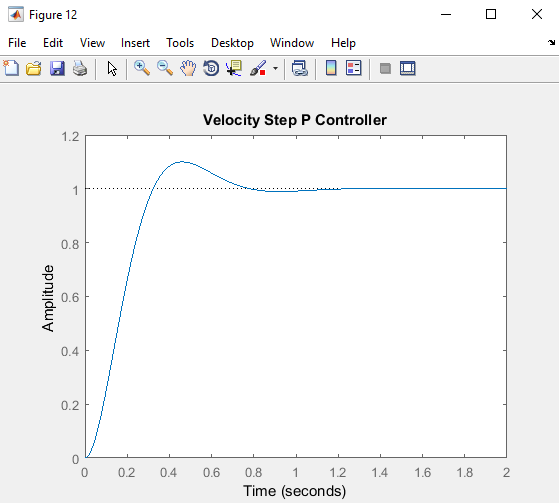 Figure 12
File Edit View Insert Tools Desktop Window Help
Velocity Step P Controller
1.2
1
0.8
0.6
0.4
0.2
0
Amplitude
0 0.2 0.4 0.6 0.8 1 1.2 1.4 1.6 1.8 2
Time (seconds)